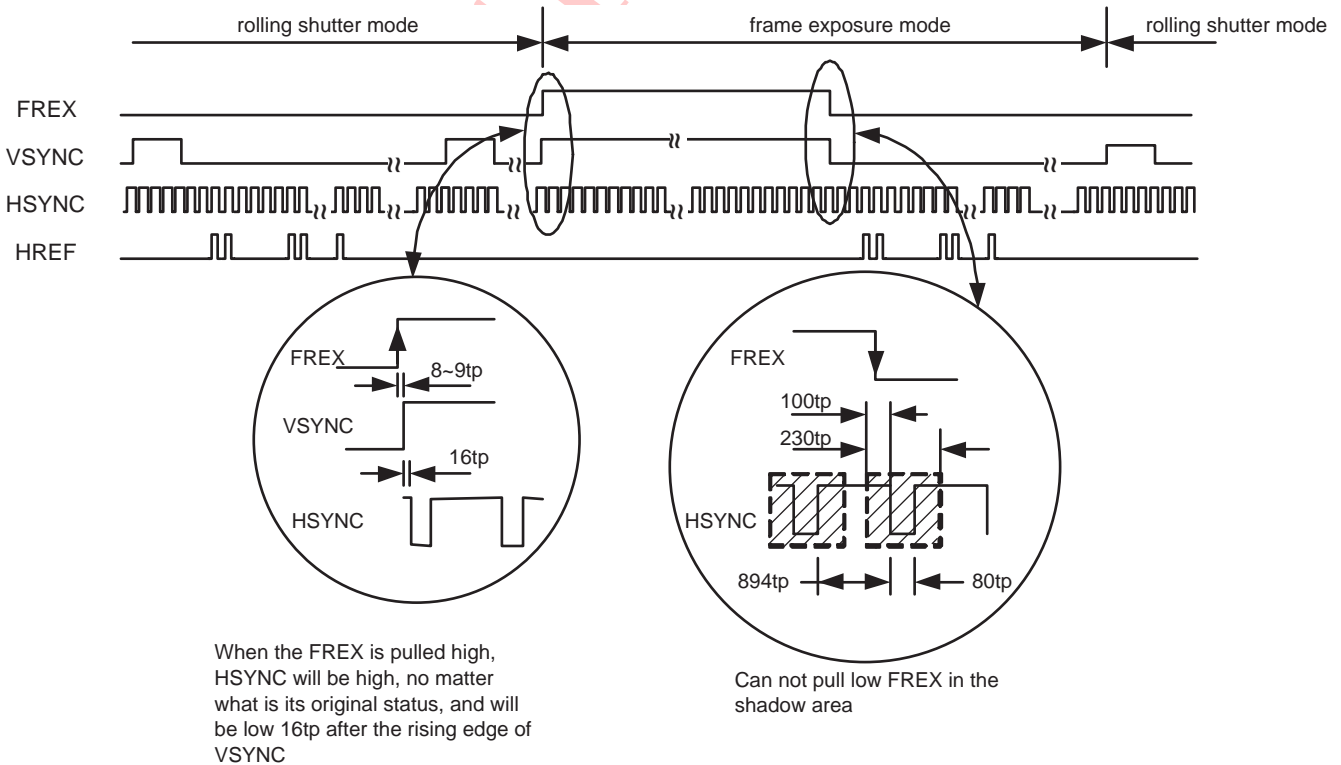 rolling shutter mode
frame exposure mode
rolling shutter mode
FREX
VSYNC
HSYNC
HREF
FREX
8~9tp
VSYNC
16tp
HSYNC
FREX
100tp
230tp
HSYNC
894tp
80tp
When the FREX is pulled high,
HSYNC will be high, no matter
what is its original status, and will
be low 16tp after the rising edge of
VSYNC
Can not pull low FREX in the
shadow area